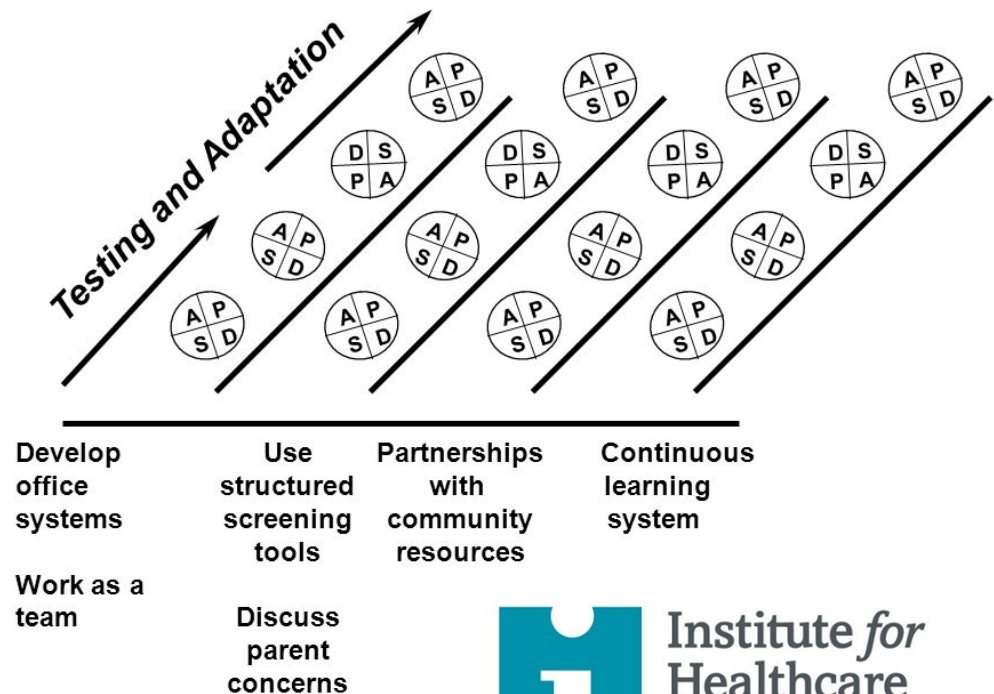 Testing and Adaptation
A P
S D
A P
S D
A P
S D
A P
S D
D S
P A
D S
P A
D S
P A
D S
P A
A P
S D
A P
S D
A P
S D
A P
S D
A P
S D
A P
S D
A P
S D
A P
S D
Develop
office
systems
Work as a
team
Use
structured
screening
tools
Discuss
parent
concerns
Partnerships
with
community
resources
Continuous
learning
system
Institute for
Healthcare